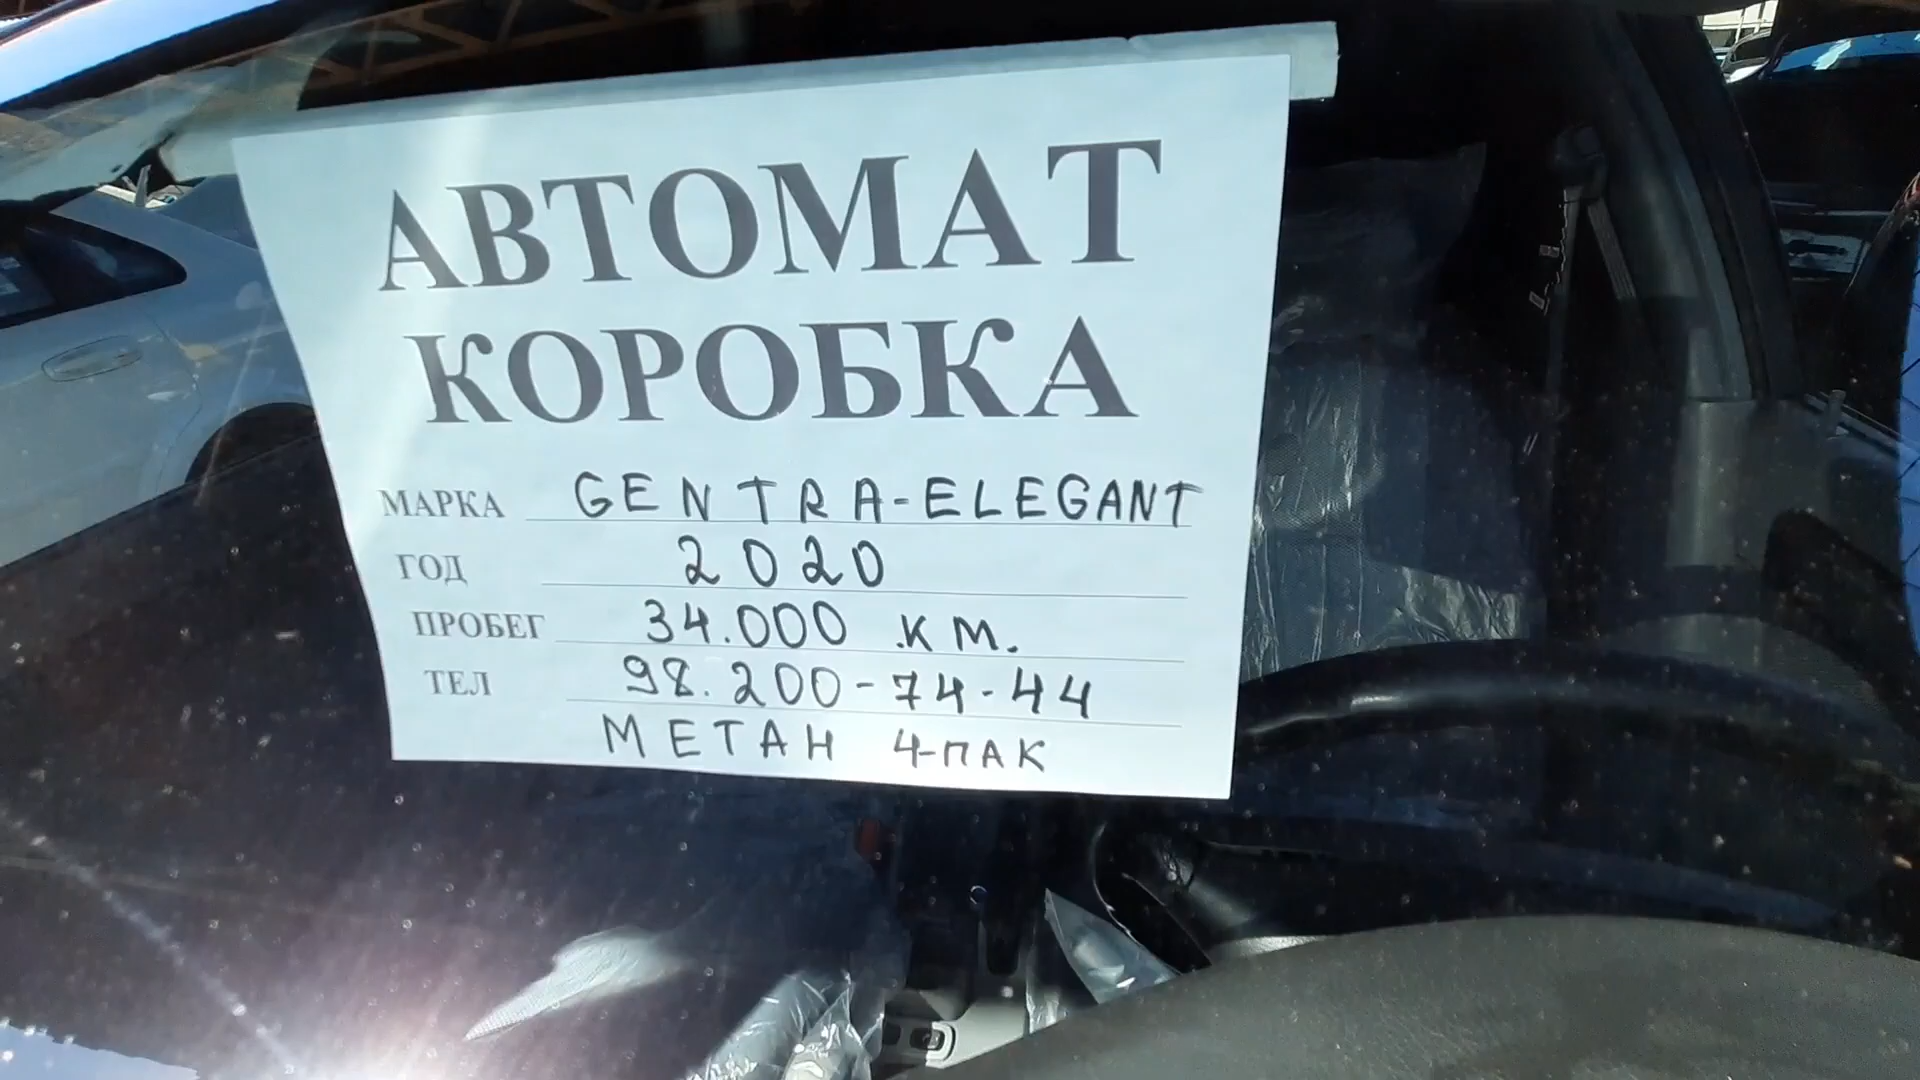 АВТОМАТ
КОРОБКА
МАРКА GENTRA-ELEGANT
ГОД 2020
ПРОБЕГ 34.000 КМ.
ТЕЛ 98.200-74-44
МЕТАН 4-ПАК